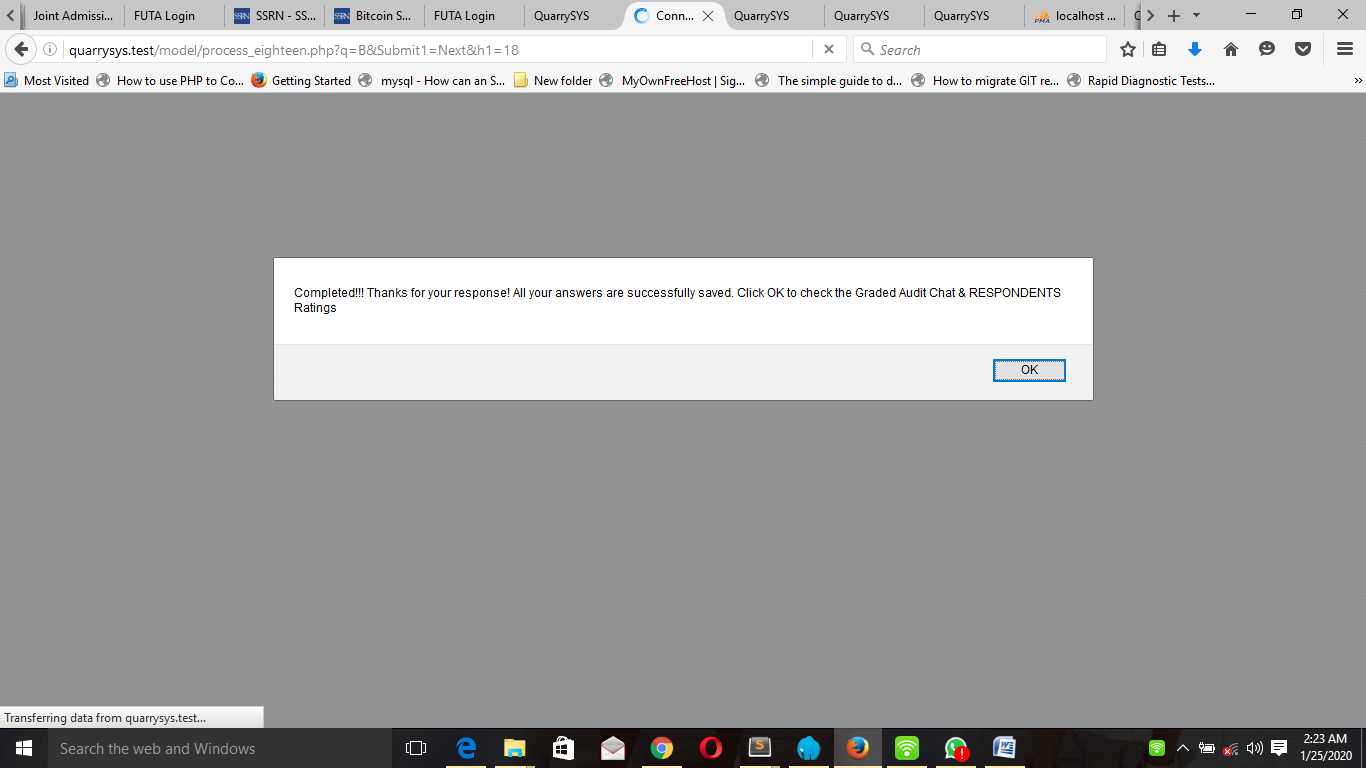 Joint Admissi...
FUTA Login
SSRN - SS...
Bitcoin S...
FUTA Login
QuarrySYS
Conn...
QuarrySYS
QuarrySYS
QuarrySYS
localhost ...
quarrysys.test/model/process_eighteen.php?q=B&Submit1=Next&h1=18
Search
Most Visited
How to use PHP to Co...
Getting Started
mysql - How can an S...
New folder
MyOwnFreeHost | Sig...
The simple guide to d...
How to migrate GIT re...
Rapid Diagnostic Tests...
Completed!!! Thanks for your response! All your answers are successfully saved. Click OK to check the Graded Audit Chat & RESPONDENTS
Ratings
OK
Transferring data from quarrysys.test...
Search the web and Windows
2:23 AM
1/25/2020